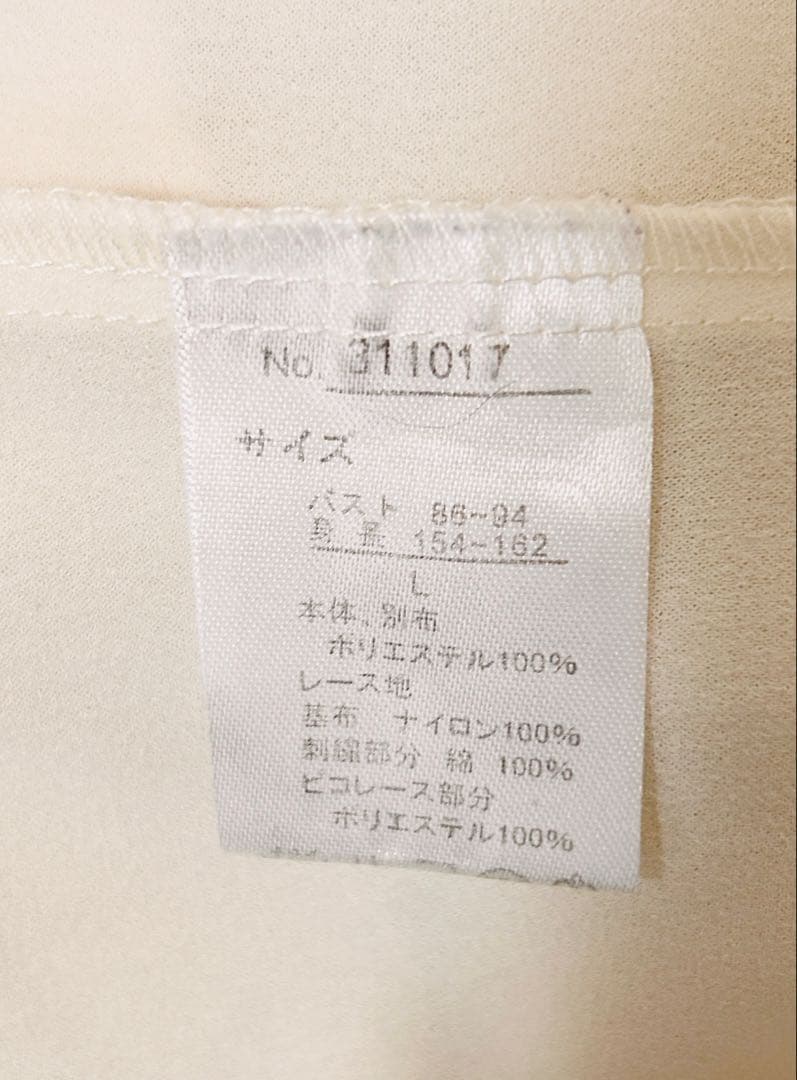 No. 311017
サイズ
バスト 86~94
身長 154~162
L
本体、別布
ポリエステル100%
レース地
基布 ナイロン100%
刺繍部分 綿 100%
ピコレース部分
ポリエステル100%